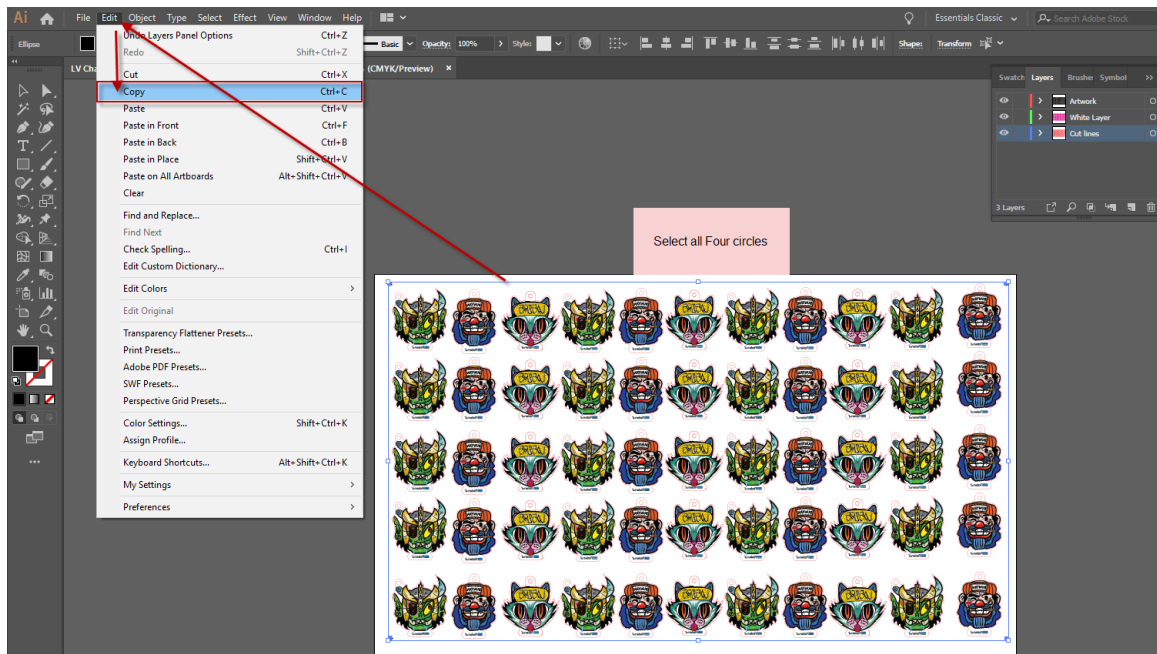 Ai File Edit Object Type Select Effect View Window Help Essentials Classic Search Adobe Stock
Ellipse Basic Opacity: 100% Style: Shape: Transform
LV Cha (CMYK/Preview) ×
Undo Layers Panel Options Ctrl+Z
Redo Shift+Ctrl+Z
Cut Ctrl+X
Copy Ctrl+C
Paste Ctrl+V
Paste in Front Ctrl+F
Paste in Back Ctrl+B
Paste in Place Shift+Ctrl+V
Paste on All Artboards Alt+Shift+Ctrl+V
Clear
Find and Replace...
Find Next
Check Spelling... Ctrl+I
Edit Custom Dictionary...
Edit Colors
Edit Original
Transparency Flattener Presets...
Print Presets...
Adobe PDF Presets...
SWF Presets...
Perspective Grid Presets...
Color Settings... Shift+Ctrl+K
Assign Profile...
Keyboard Shortcuts... Alt+Shift+Ctrl+K
My Settings
Preferences
Swatch Layers Brushe Symbol
Artwork
White Layer
Cut lines
3 Layers
Select all Four circles